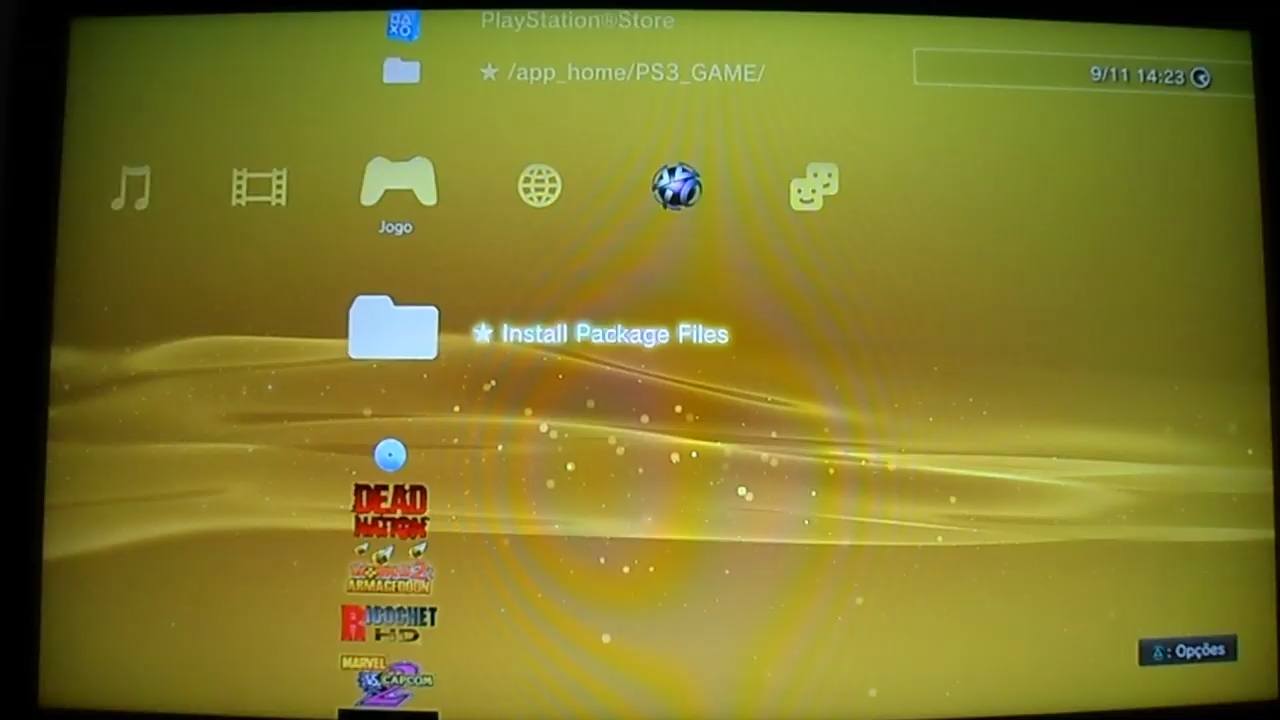 PlayStation®Store
★ /app_home/PS3_GAME/
9/11 14:23
Jogo
★ Install Package Files
DEAD
NATION
ARMAGEDDON
RICOCHET
HD
MARVEL
VS. CAPCOM
2
△ : Opções